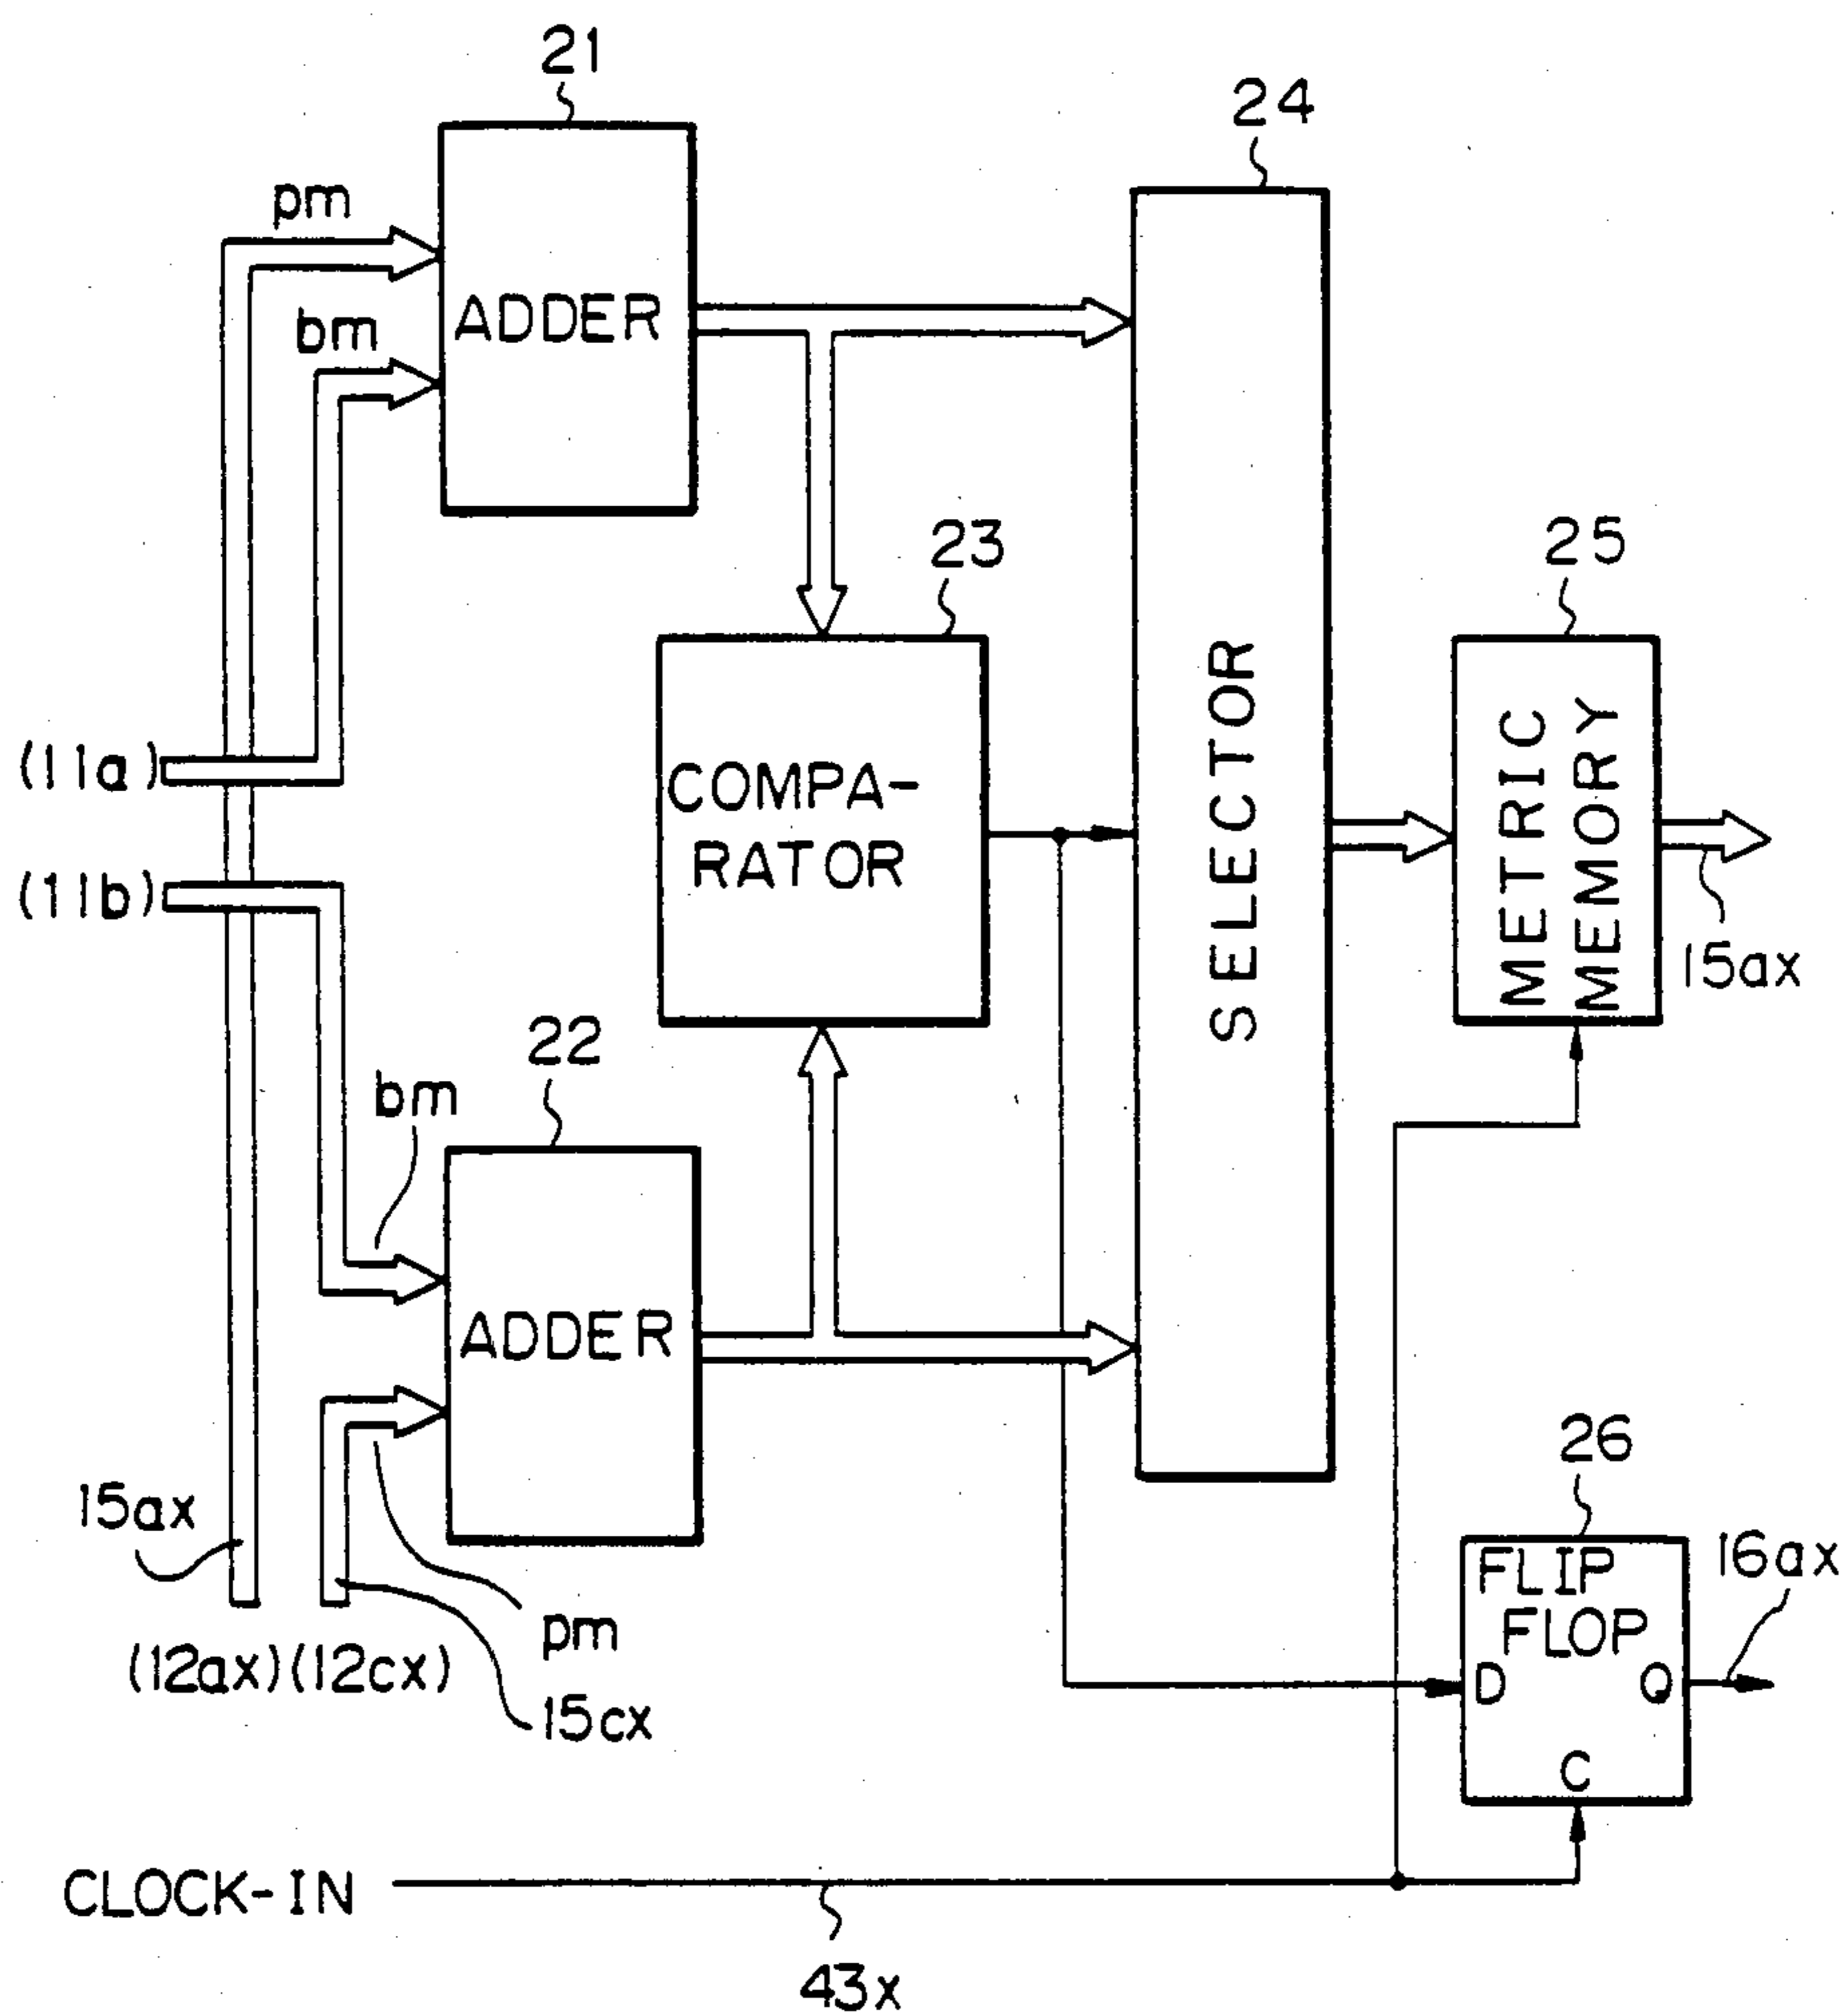 21
24
pm
bm
ADDER
23
25
(11a)
COMPA-
RATOR
SELECTOR
METRIC
MEMORY
(11b)
15ax
22
bm
ADDER
26
15ax
FLIP
FLOP
16ax
pm
D
Q
(12ax)(12cx)
15cx
C
CLOCK-IN
43x